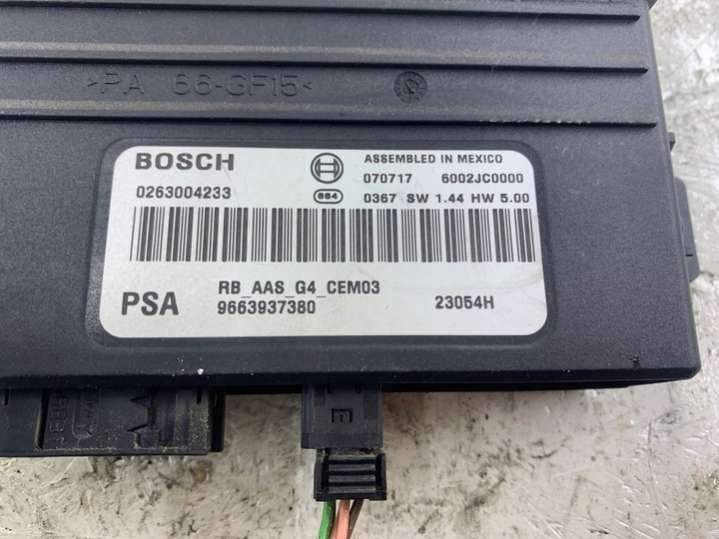 >PA 66-GF15<
BOSCH
ASSEMBLED IN MEXICO
070717 6002JC0000
0263004233
884 0367 SW 1.44 HW 5.00
RB_AAS_G4_CEM03
PSA 9663937380 23054H
E